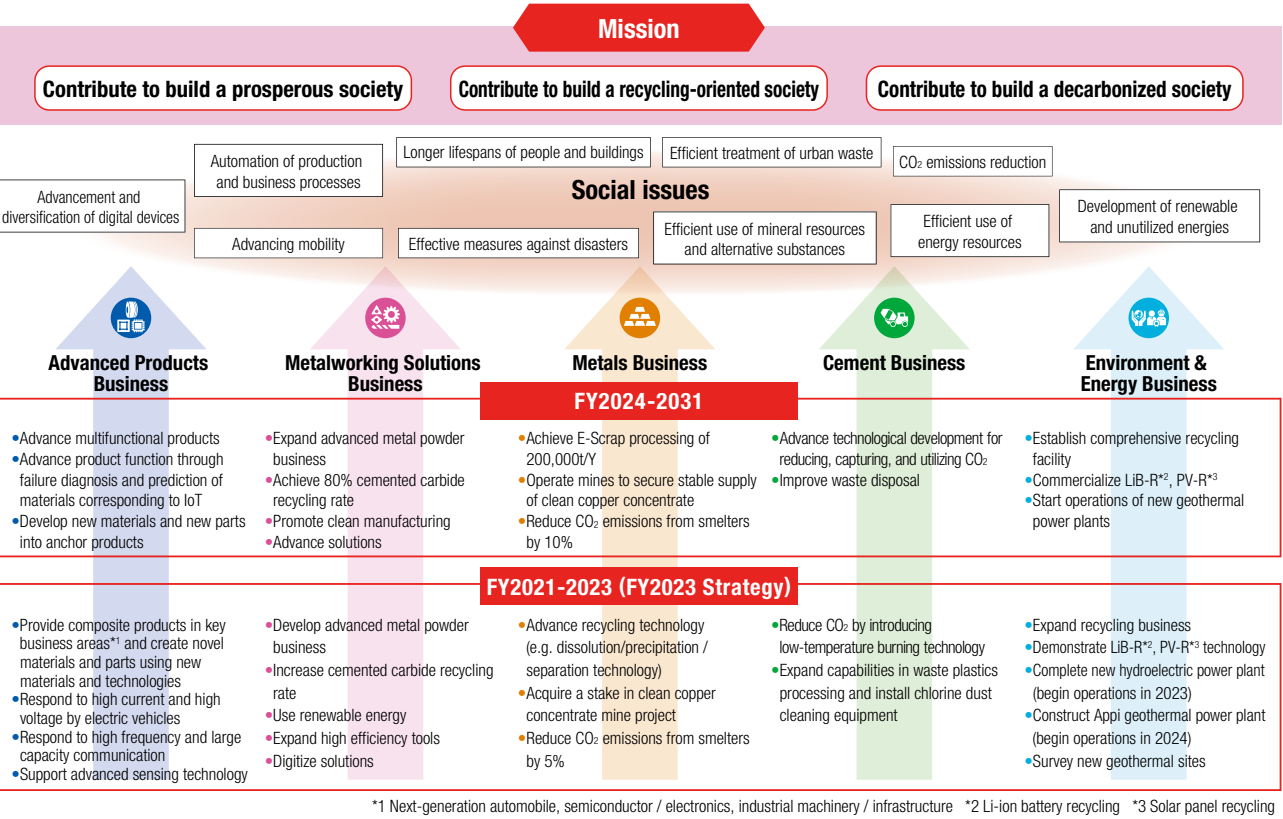 Mission
Contribute to build a prosperous society
Contribute to build a recycling-oriented society
Contribute to build a decarbonized society
Automation of production
and business processes
Longer lifespans of people and buildings
Efficient treatment of urban waste
CO₂ emissions reduction
Social issues
Advancement and
diversification of digital devices
Advancing mobility
Effective measures against disasters
Efficient use of mineral resources
and alternative substances
Efficient use of
energy resources
Development of renewable
and unutilized energies
Advanced Products
Business
Metalworking Solutions
Business
Metals Business
Cement Business
Environment &
Energy Business
FY2024-2031
•Advance multifunctional products
•Advance product function through
failure diagnosis and prediction of
materials corresponding to IoT
•Develop new materials and new parts
into anchor products
•Expand advanced metal powder
business
•Achieve 80% cemented carbide
recycling rate
•Promote clean manufacturing
•Advance solutions
•Achieve E-Scrap processing of
200,000t/Y
•Operate mines to secure stable supply
of clean copper concentrate
•Reduce CO₂ emissions from smelters
by 10%
•Advance technological development for
reducing, capturing, and utilizing CO₂
•Improve waste disposal
•Establish comprehensive recycling
facility
•Commercialize LiB-R*2, PV-R*3
•Start operations of new geothermal
power plants
FY2021-2023 (FY2023 Strategy)
•Provide composite products in key
business areas*1 and create novel
materials and parts using new
materials and technologies
•Respond to high current and high
voltage by electric vehicles
•Respond to high frequency and large
capacity communication
•Support advanced sensing technology
•Develop advanced metal powder
business
•Increase cemented carbide recycling
rate
•Use renewable energy
•Expand high efficiency tools
•Digitize solutions
•Advance recycling technology
(e.g. dissolution/precipitation /
separation technology)
•Acquire a stake in clean copper
concentrate mine project
•Reduce CO₂ emissions from smelters
by 5%
•Reduce CO₂ by introducing
low-temperature burning technology
•Expand capabilities in waste plastics
processing and install chlorine dust
cleaning equipment
•Expand recycling business
•Demonstrate LiB-R*2, PV-R*3 technology
•Complete new hydroelectric power plant
(begin operations in 2023)
•Construct Appi geothermal power plant
(begin operations in 2024)
•Survey new geothermal sites
*1 Next-generation automobile, semiconductor / electronics, industrial machinery / infrastructure *2 Li-ion battery recycling *3 Solar panel recycling